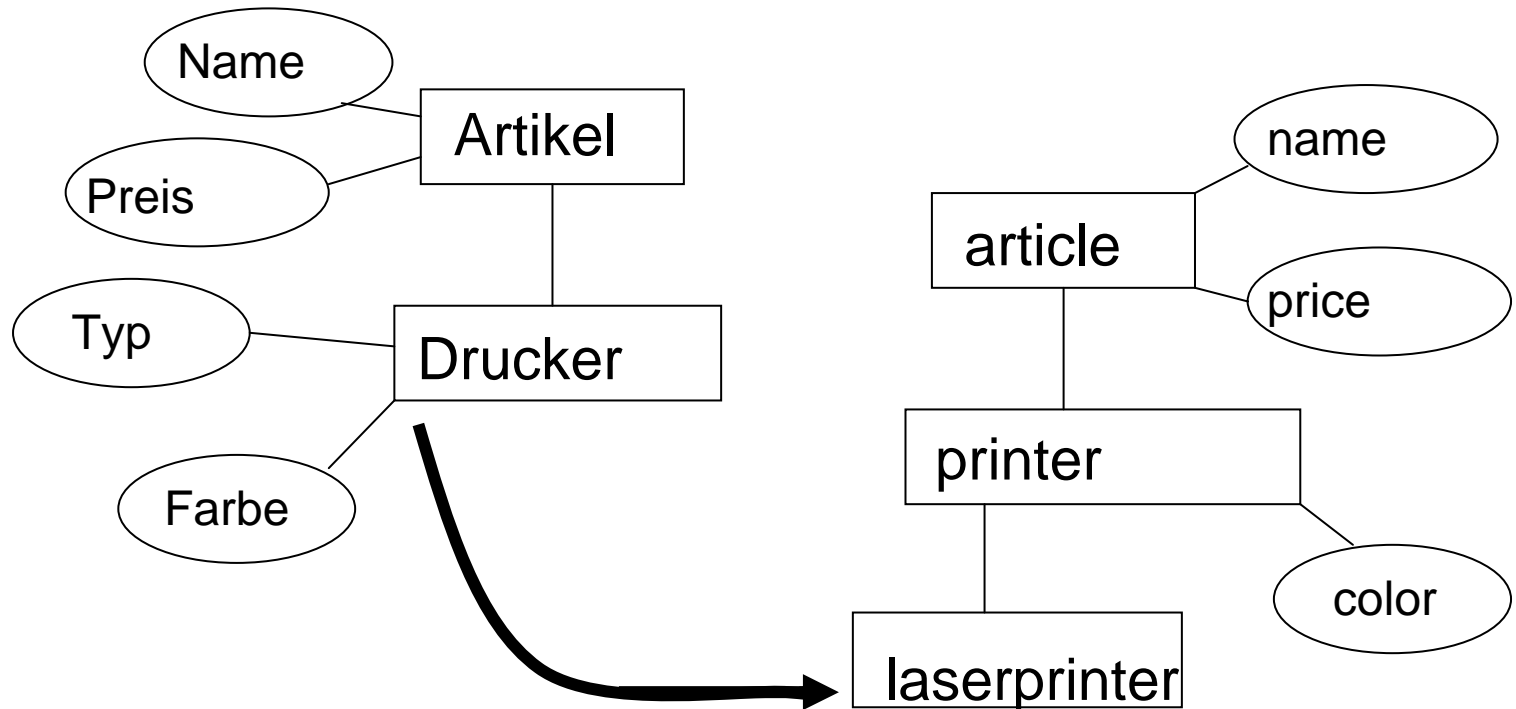 Name
Artikel
Preis
Typ
Drucker
Farbe
name
article
price
printer
color
laserprinter